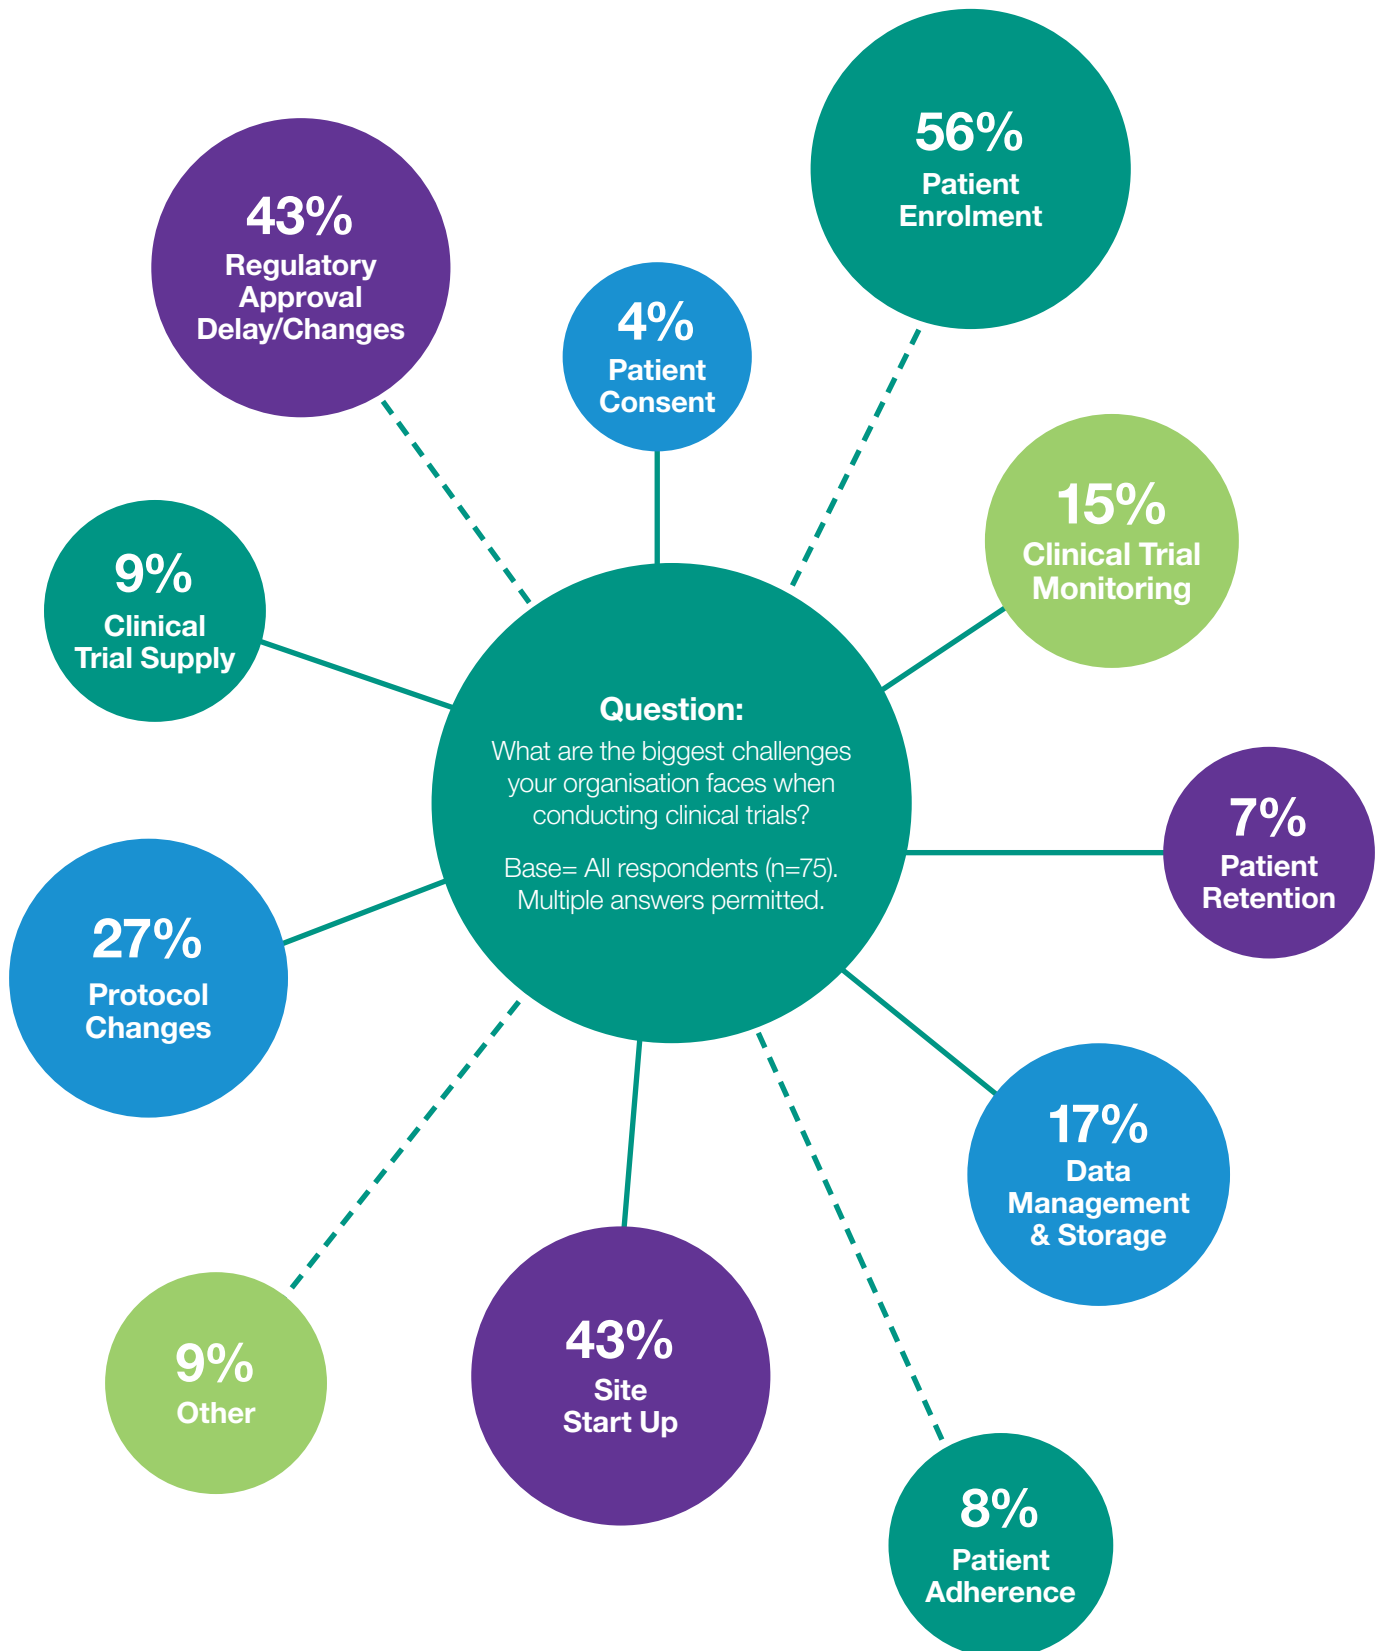 56%
Patient
Enrolment
43%
Regulatory
Approval
Delay/Changes
4%
Patient
Consent
15%
Clinical Trial
Monitoring
9%
Clinical
Trial Supply
Question:
What are the biggest challenges
your organisation faces when
conducting clinical trials?
Base= All respondents (n=75).
Multiple answers permitted.
7%
Patient
Retention
27%
Protocol
Changes
17%
Data
Management
& Storage
43%
Site
Start Up
9%
Other
8%
Patient
Adherence